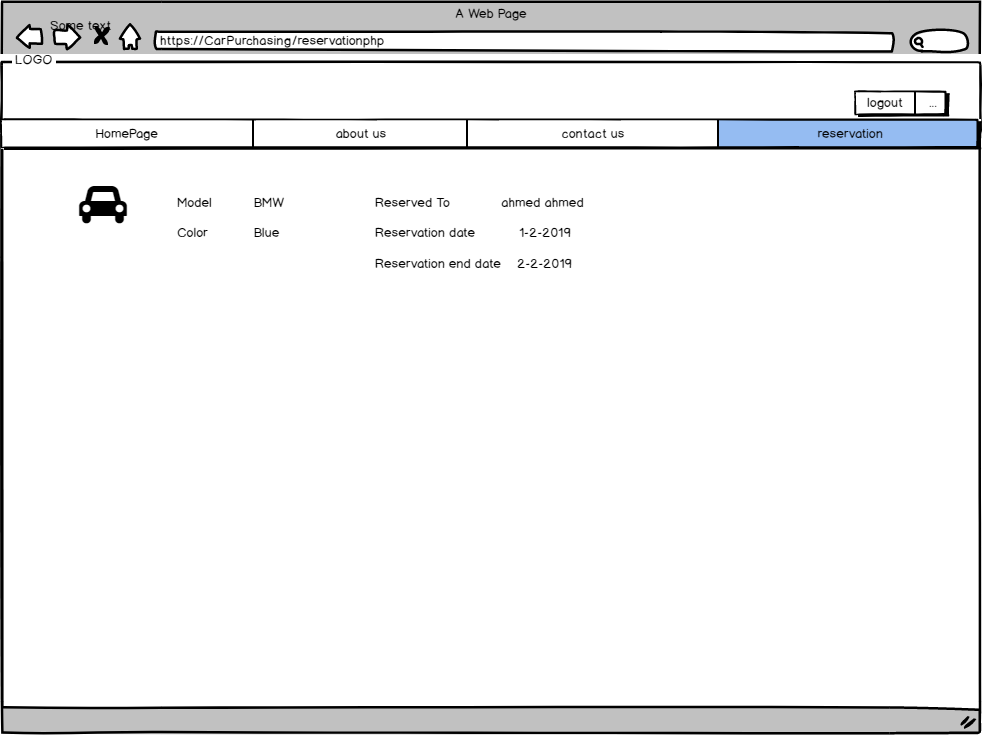 A Web Page
Some text
https://CarPurchasing/reservationphp
LOGO
logout ...
HomePage about us contact us reservation
Model BMW Reserved To ahmed ahmed
Color Blue Reservation date 1-2-2019
Reservation end date 2-2-2019